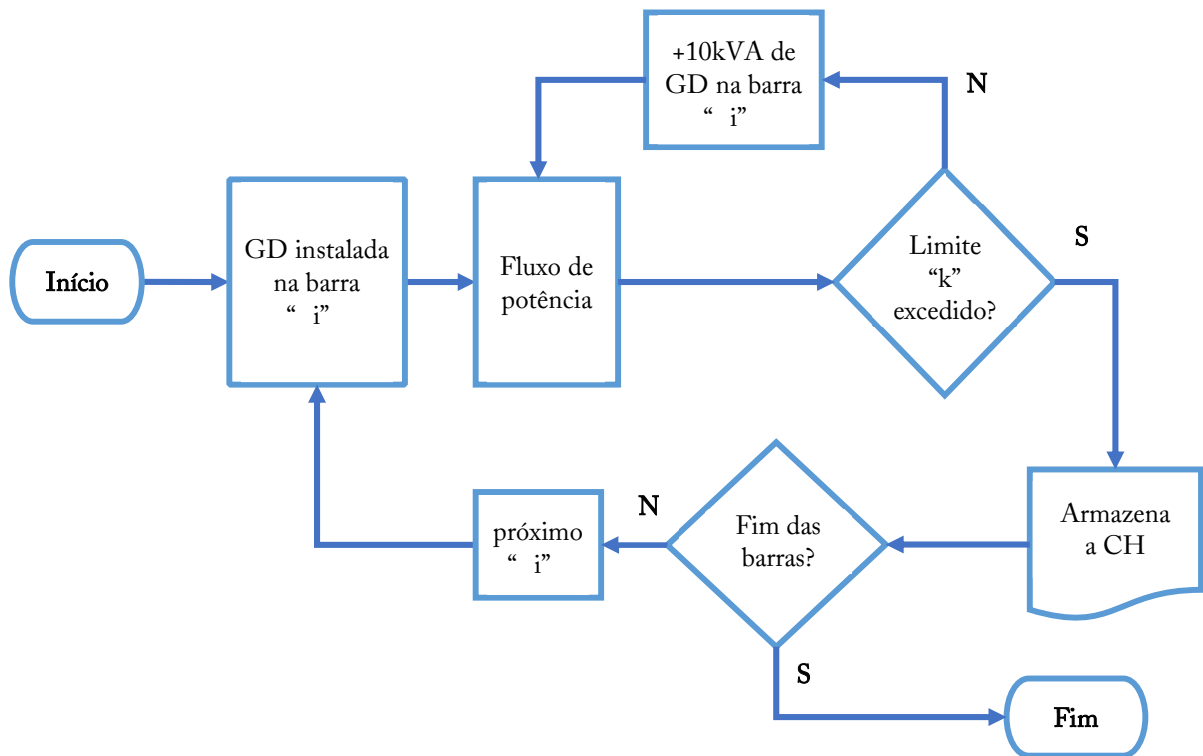 +10kVA de
GD na barra
“ i”
N
Início
GD instalada
na barra
“ i”
Fluxo de
potência
Limite
“k”
excedido?
S
Armazena
a CH
Fim das
barras?
N
próximo
“ i”
S
Fim